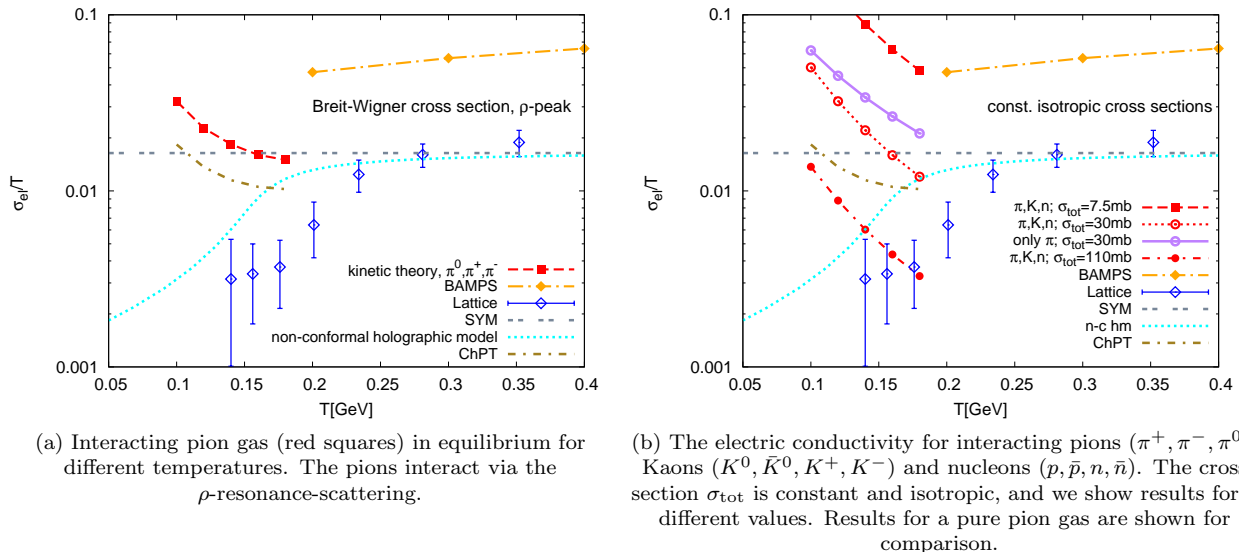 0.1
0.01
0.001
0.05 0.1 0.15 0.2 0.25 0.3 0.35 0.4
σel/T
T[GeV]
Breit-Wigner cross section, ρ-peak
kinetic theory, π⁰,π⁺,π⁻
BAMPS
Lattice
SYM
non-conformal holographic model
ChPT
(a) Interacting pion gas (red squares) in equilibrium for
different temperatures. The pions interact via the
ρ-resonance-scattering.
0.1
0.01
0.001
0.05 0.1 0.15 0.2 0.25 0.3 0.35 0.4
σel/T
T[GeV]
const. isotropic cross sections
π,K,n; σtot=7.5mb
π,K,n; σtot=30mb
only π; σtot=30mb
π,K,n; σtot=110mb
BAMPS
Lattice
SYM
n-c hm
ChPT
(b) The electric conductivity for interacting pions (π⁺, π⁻, π⁰
Kaons (K⁰, K̄⁰, K⁺, K⁻) and nucleons (p, p̄, n, n̄). The cross
section σtot is constant and isotropic, and we show results for
different values. Results for a pure pion gas are shown for
comparison.